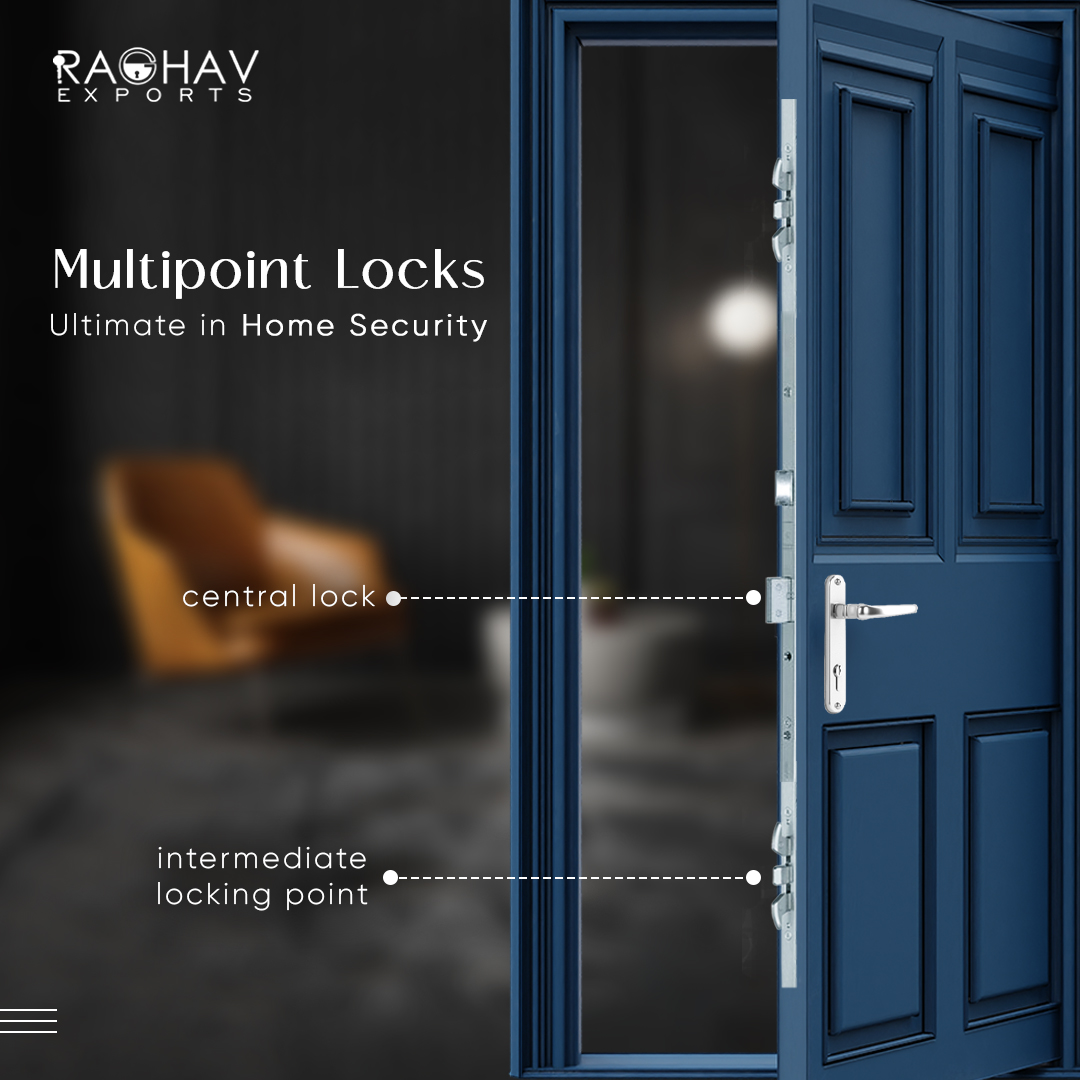 RAGHAV
EXPORTS
Multipoint Locks
Ultimate in Home Security
central lock
intermediate
locking point